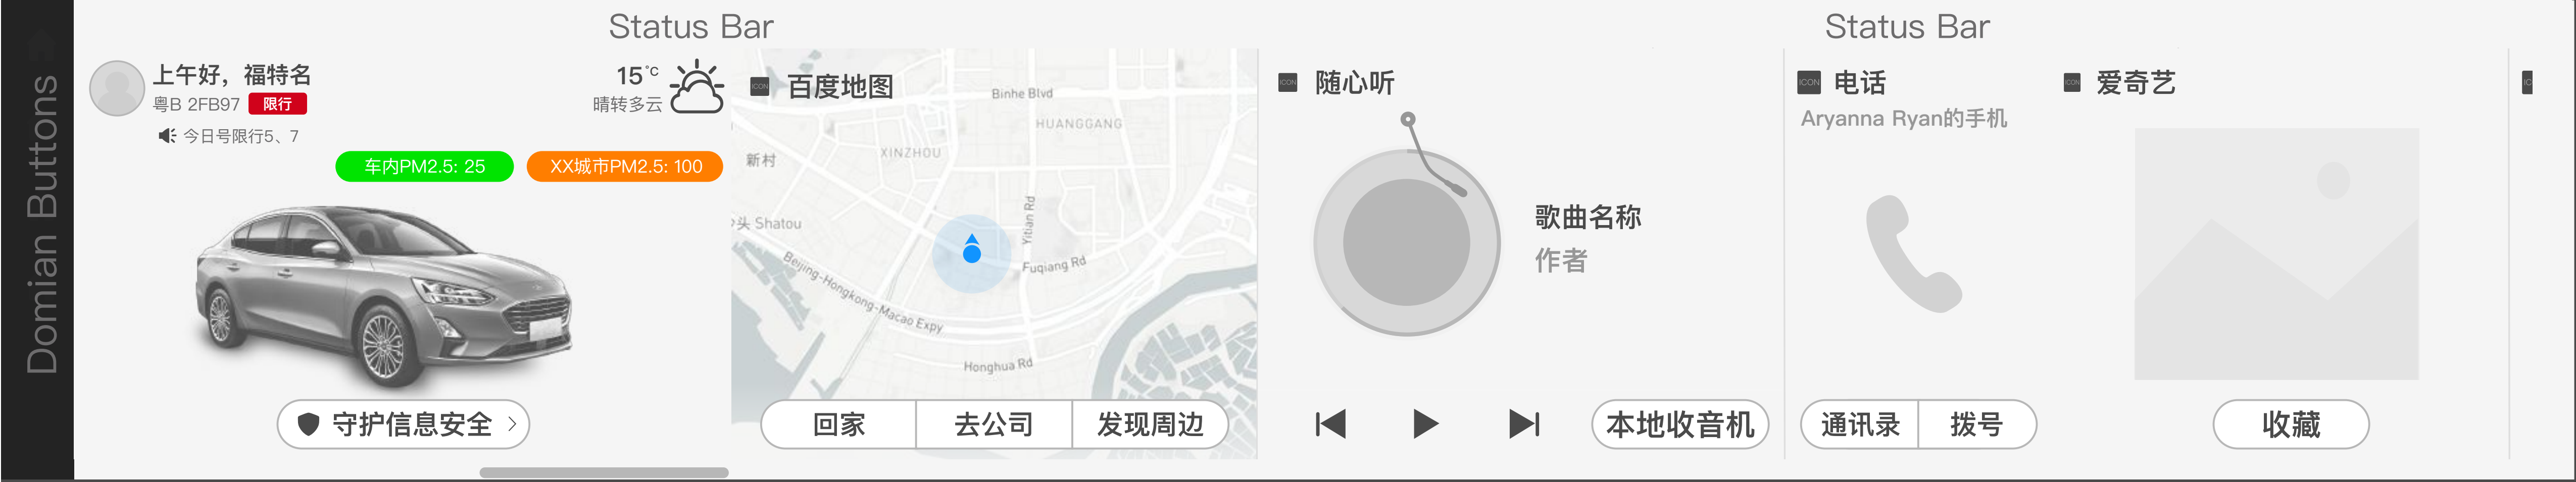 Status Bar
Status Bar
Domian Buttons
上午好，福特名
粤B 2FB97 限行
今日号限行5、7
15°C
晴转多云
车内PM2.5: 25
XX城市PM2.5: 100
守护信息安全
ICON 百度地图
Binhe Blvd
HUANGGANG
XINZHOU
新村
头 Shatou
Yitian Rd
Fuqiang Rd
Beijing-Hongkong-Macao Expy
Honghua Rd
回家
去公司
发现周边
ICON 随心听
歌曲名称
作者
本地收音机
ICON 电话
Aryanna Ryan的手机
通讯录
拨号
ICON 爱奇艺
收藏
IC